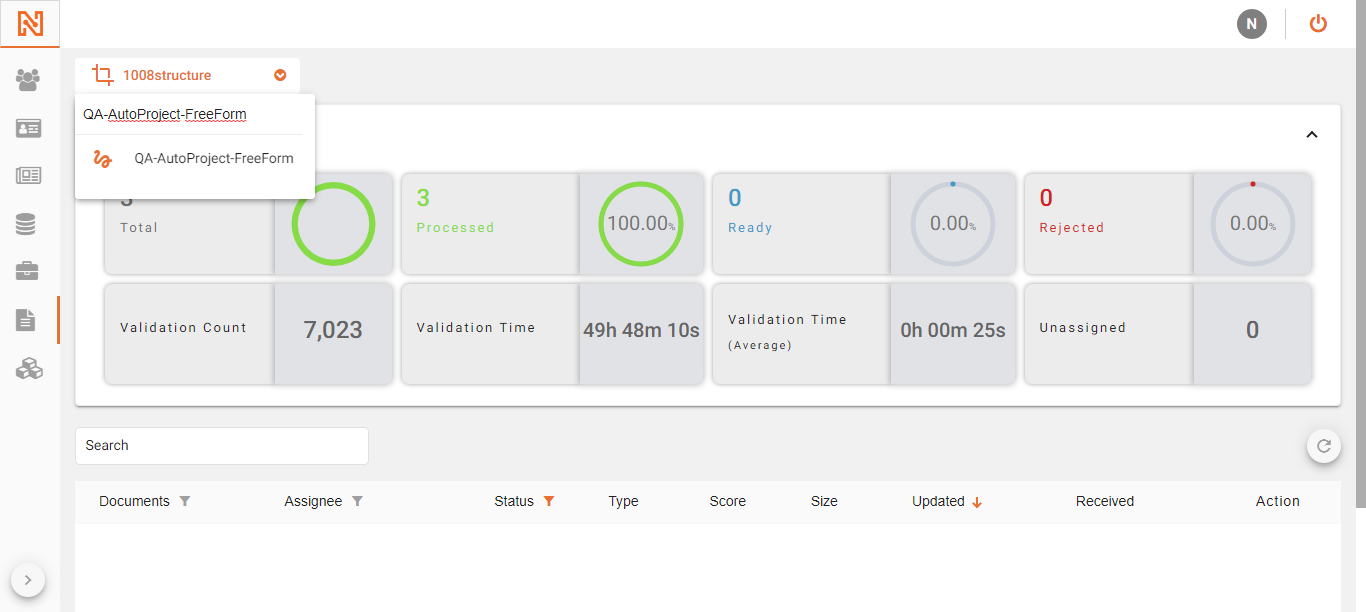 N
1008structure
QA-AutoProject-FreeForm
QA-AutoProject-FreeForm
Total
3
Processed
100.00%
0
Ready
0.00%
0
Rejected
0.00%
Validation Count
7,023
Validation Time
49h 48m 10s
Validation Time
(Average)
0h 00m 25s
Unassigned
0
Search
Documents Assignee Status Type Score Size Updated Received Action